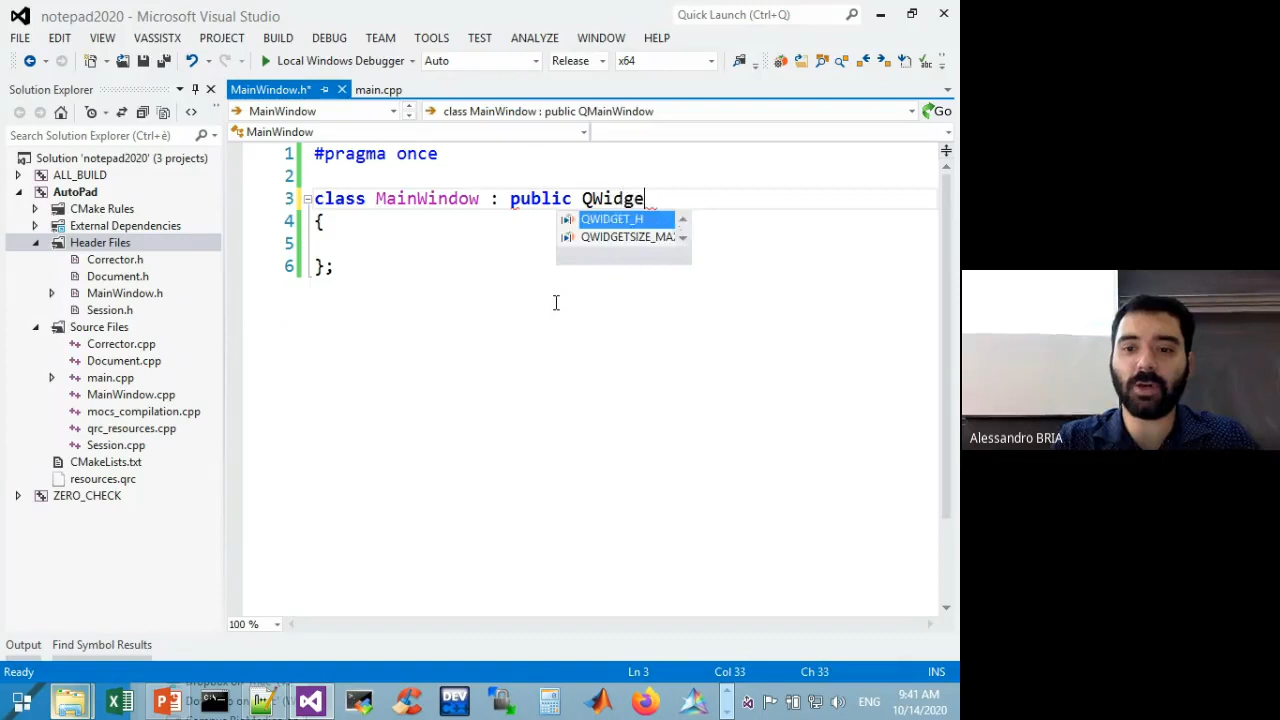 notepad2020 - Microsoft Visual Studio
Quick Launch (Ctrl+Q)
FILE EDIT VIEW VASSISTX PROJECT BUILD DEBUG TEAM TOOLS TEST ANALYZE WINDOW HELP
Local Windows Debugger Auto Release x64
Solution Explorer
MainWindow.h* main.cpp
MainWindow class MainWindow : public QMainWindow Go
Search Solution Explorer (Ctrl+è)
MainWindow
Solution 'notepad2020' (3 projects)
ALL_BUILD
AutoPad
CMake Rules
External Dependencies
Header Files
Corrector.h
Document.h
MainWindow.h
Session.h
Source Files
Corrector.cpp
Document.cpp
main.cpp
MainWindow.cpp
mocs_compilation.cpp
qrc_resources.cpp
Session.cpp
CMakeLists.txt
resources.qrc
ZERO_CHECK
1 #pragma once
2
3 class MainWindow : public QWidge
4 {
5
6 };
QWIDGET_H
QWIDGETSIZE_MA
100 %
Output Find Symbol Results
Ready Ln 3 Col 33 Ch 33 INS
DEV
ENG
9:41 AM
10/14/2020
Alessandro BRIA